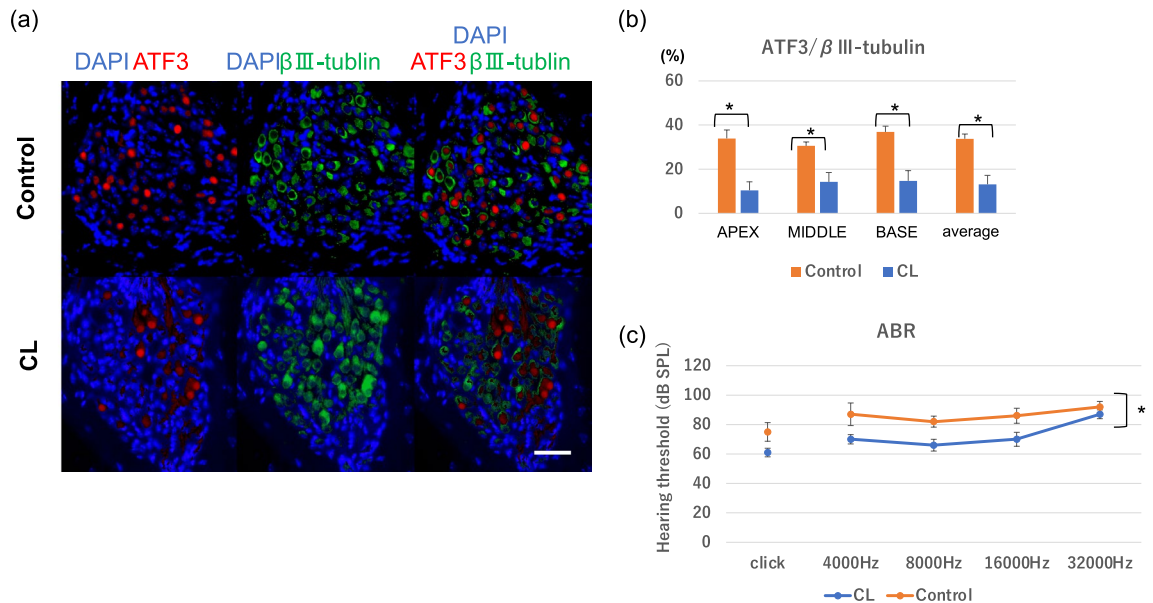 (a)
DAPI ATF3
DAPIβⅢ-tublin
DAPI
ATF3 βⅢ-tublin
Control
CL
(b)
ATF3/βⅢ-tubulin
(%)
60
40
20
0
*
*
*
*
APEX
MIDDLE
BASE
average
Control
CL
(c)
ABR
Hearing threshold (dB SPL)
120
100
80
60
40
20
0
*
click
4000Hz
8000Hz
16000Hz
32000Hz
CL
Control